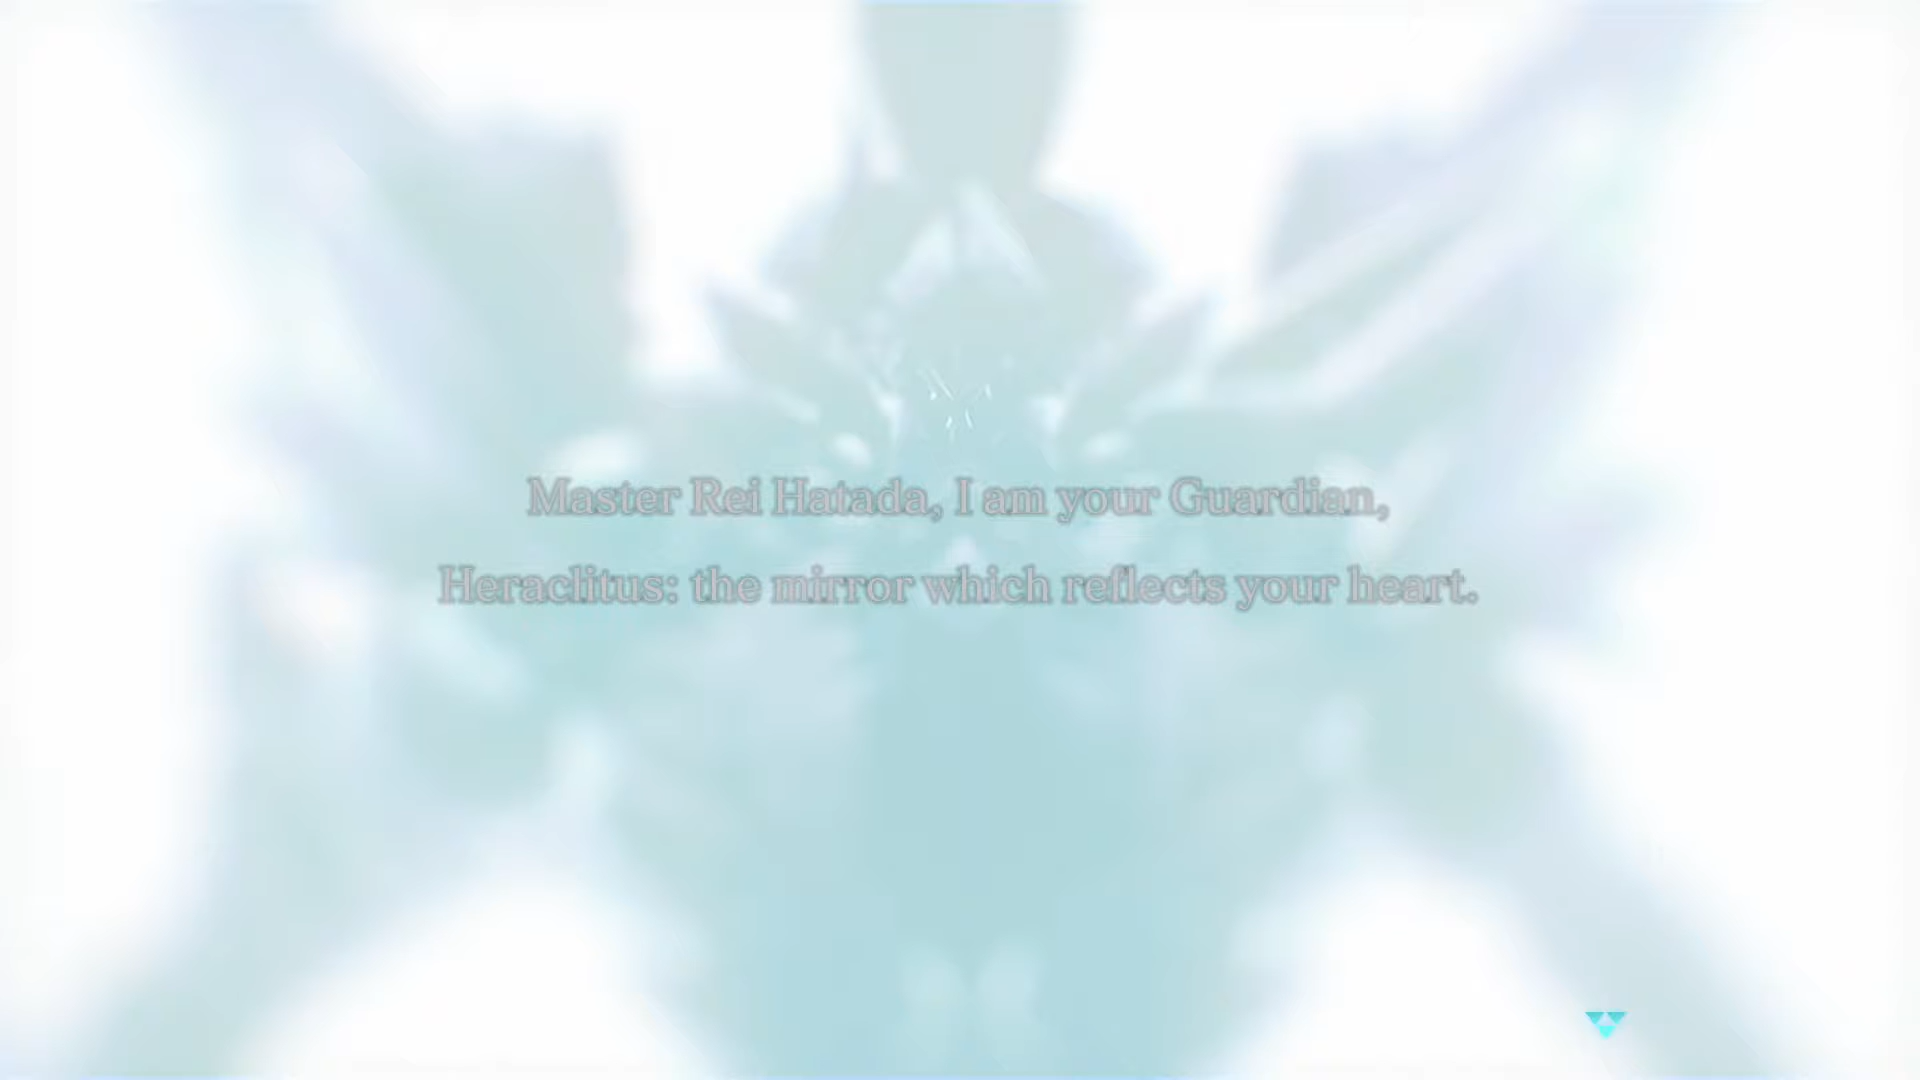 Master Rei Hatada, I am your Guardian,
Heraclitus: the mirror which reflects your heart.